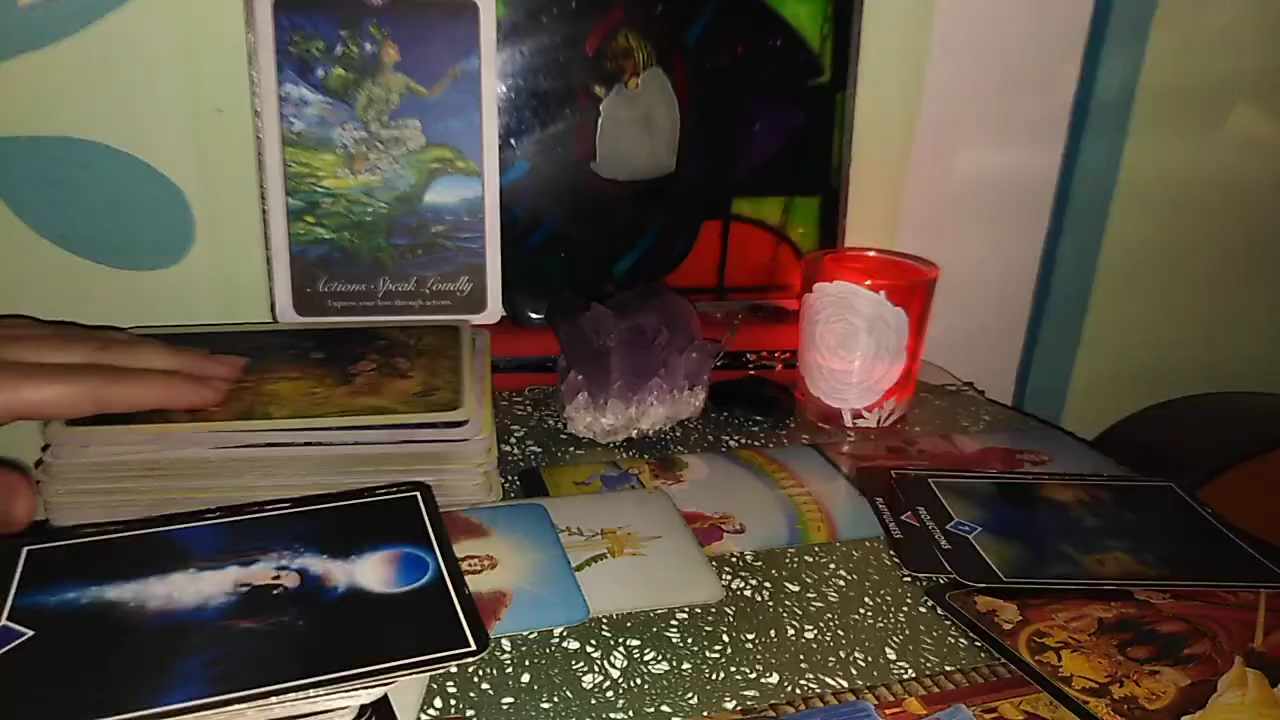 Actions Speak Loudly
Express your love through actions.
PLAYFULNESS
PROJECTIONS